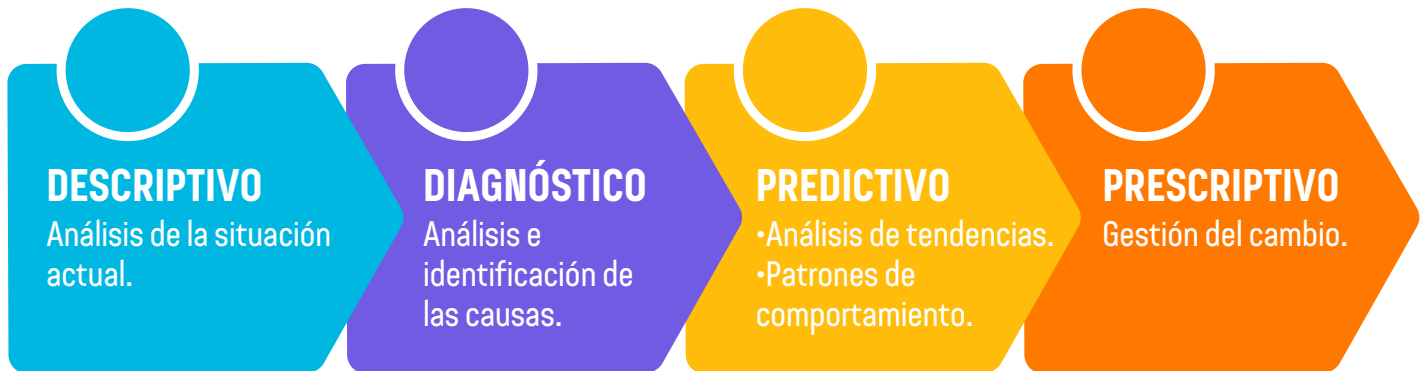 DESCRIPTIVO
Análisis de la situación
actual.
DIAGNÓSTICO
Análisis e
identificación de
las causas.
PREDICTIVO
•Análisis de tendencias.
•Patrones de
comportamiento.
PRESCRIPTIVO
Gestión del cambio.